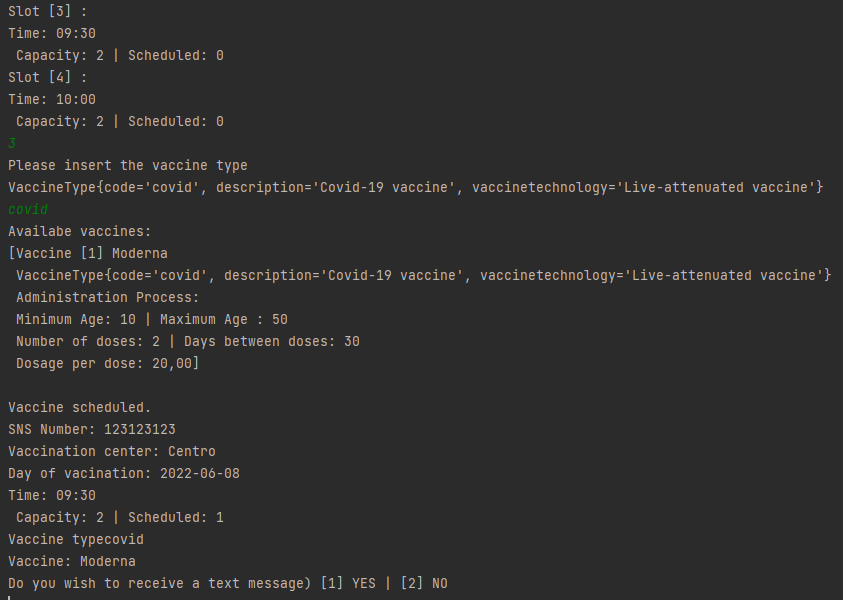 Slot [3] :
Time: 09:30
Capacity: 2 | Scheduled: 0
Slot [4] :
Time: 10:00
Capacity: 2 | Scheduled: 0
3
Please insert the vaccine type
VaccineType{code='covid', description='Covid-19 vaccine', vaccinetechnology='Live-attenuated vaccine'}
covid
Availabe vaccines:
[Vaccine [1] Moderna
VaccineType{code='covid', description='Covid-19 vaccine', vaccinetechnology='Live-attenuated vaccine'}
Administration Process:
Minimum Age: 10 | Maximum Age : 50
Number of doses: 2 | Days between doses: 30
Dosage per dose: 20,00]
Vaccine scheduled.
SNS Number: 123123123
Vaccination center: Centro
Day of vacination: 2022-06-08
Time: 09:30
Capacity: 2 | Scheduled: 1
Vaccine typecovid
Vaccine: Moderna
Do you wish to receive a text message) [1] YES | [2] NO